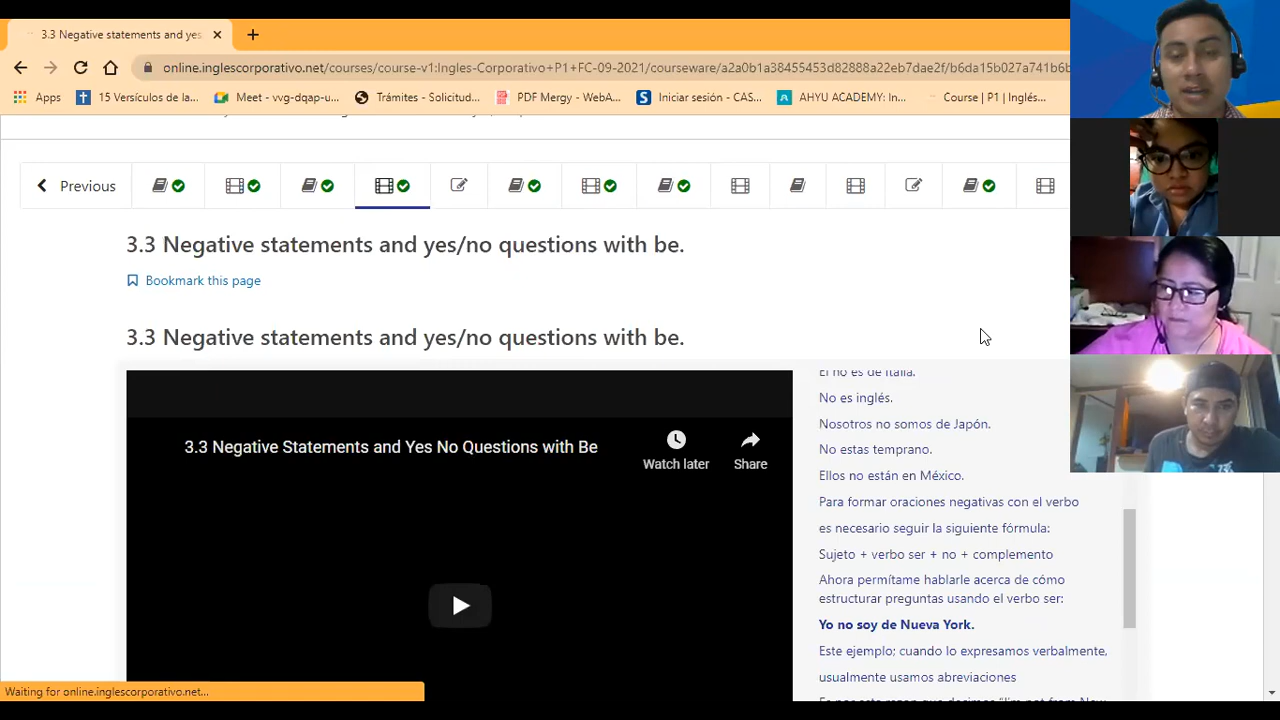 3.3 Negative statements and yes
online.inglescorporativo.net/courses/course-v1:Ingles-Corporativo+P1+FC-09-2021/courseware/a2a0b1a38455453d82888a22eb7dae2f/b6da15b027a741b6b
Apps 15 Versículos de la... Meet - vvg-dqap-u... Trámites - Solicitud... PDF Mergy - WebA... Iniciar sesión - CAS... AHYU ACADEMY: In... Course | P1 | Inglés...
Previous
3.3 Negative statements and yes/no questions with be.
Bookmark this page
3.3 Negative statements and yes/no questions with be.
3.3 Negative Statements and Yes No Questions with Be
Watch later
Share
El no es de Italia.
No es inglés.
Nosotros no somos de Japón.
No estas temprano.
Ellos no están en México.
Para formar oraciones negativas con el verbo
es necesario seguir la siguiente fórmula:
Sujeto + verbo ser + no + complemento
Ahora permítame hablarle acerca de cómo
estructurar preguntas usando el verbo ser:
Yo no soy de Nueva York.
Este ejemplo; cuando lo expresamos verbalmente,
usualmente usamos abreviaciones
Waiting for online.inglescorporativo.net...